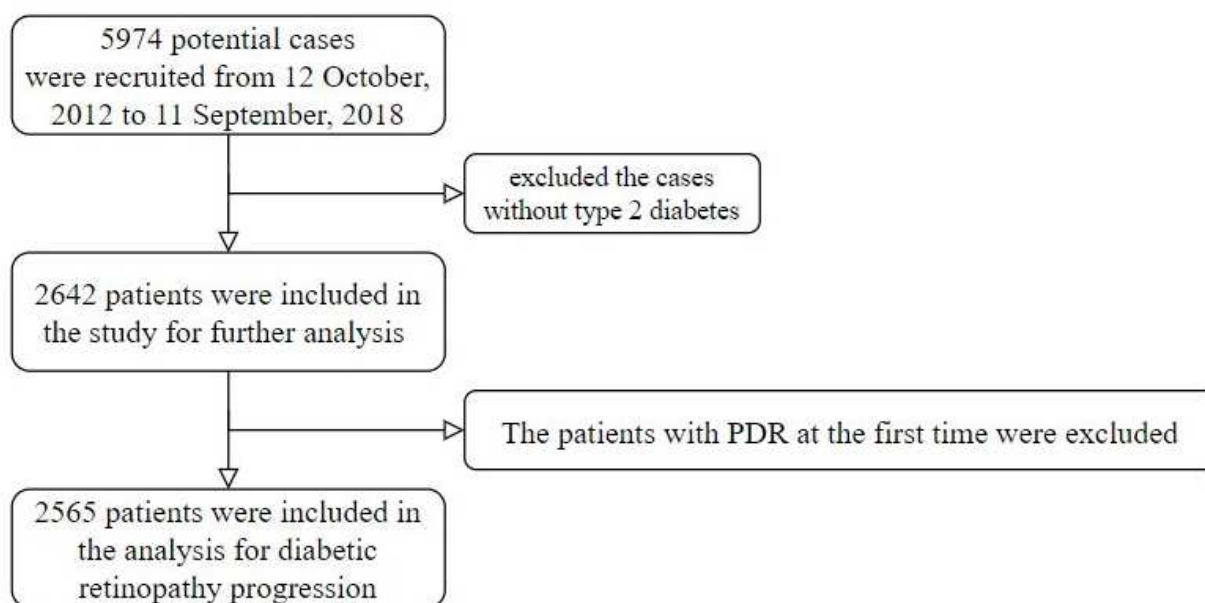 5974 potential cases
were recruited from 12 October,
2012 to 11 September, 2018
excluded the cases
without type 2 diabetes
2642 patients were included in
the study for further analysis
The patients with PDR at the first time were excluded
2565 patients were included in
the analysis for diabetic
retinopathy progression